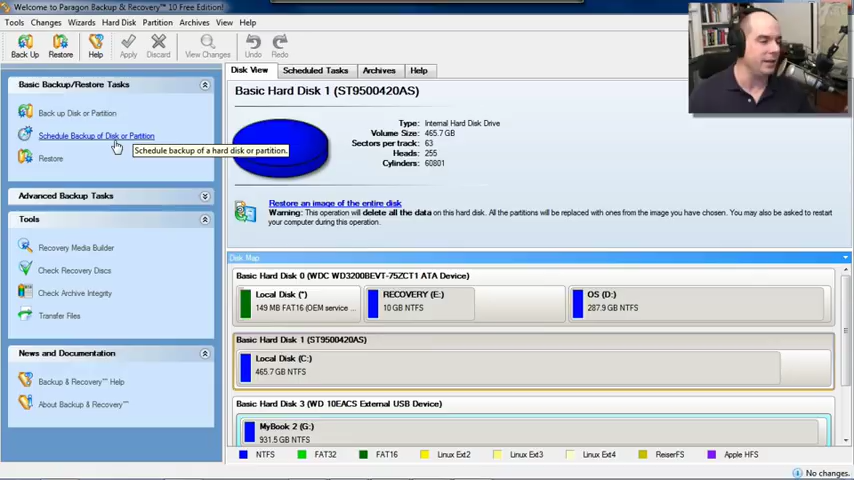 Welcome to Paragon Backup & Recovery™ 10 Free Edition!
Tools Changes Wizards Hard Disk Partition Archives View Help
Back Up Restore Help Apply Discard View Changes Undo Redo
Basic Backup/Restore Tasks
Back up Disk or Partition
Schedule Backup of Disk or Partition
Schedule backup of a hard disk or partition.
Restore
Advanced Backup Tasks
Tools
Recovery Media Builder
Check Recovery Discs
Check Archive Integrity
Transfer Files
News and Documentation
Backup & Recovery™ Help
About Backup & Recovery™
Disk View Scheduled Tasks Archives Help
Basic Hard Disk 1 (ST9500420AS)
Type: Internal Hard Disk Drive
Volume Size: 465.7 GB
Sectors per track: 63
Heads: 255
Cylinders: 60801
Restore an image of the entire disk
Warning: This operation will delete all the data on this hard disk. All the partitions will be replaced with ones from the image you have chosen. You may also be asked to restart
your computer during this operation.
Disk Map
Basic Hard Disk 0 (WDC WD3200BEVT-75ZCT1 ATA Device)
Local Disk (*) RECOVERY (E:) OS (D:)
149 MB FAT16 (OEM service ... 10 GB NTFS 287.9 GB NTFS
Basic Hard Disk 1 (ST9500420AS)
Local Disk (C:)
465.7 GB NTFS
Basic Hard Disk 3 (WD 10EACS External USB Device)
MyBook 2 (G:)
931.5 GB NTFS
NTFS FAT32 FAT16 Linux Ext2 Linux Ext3 Linux Ext4 ReiserFS Apple HFS
No changes.